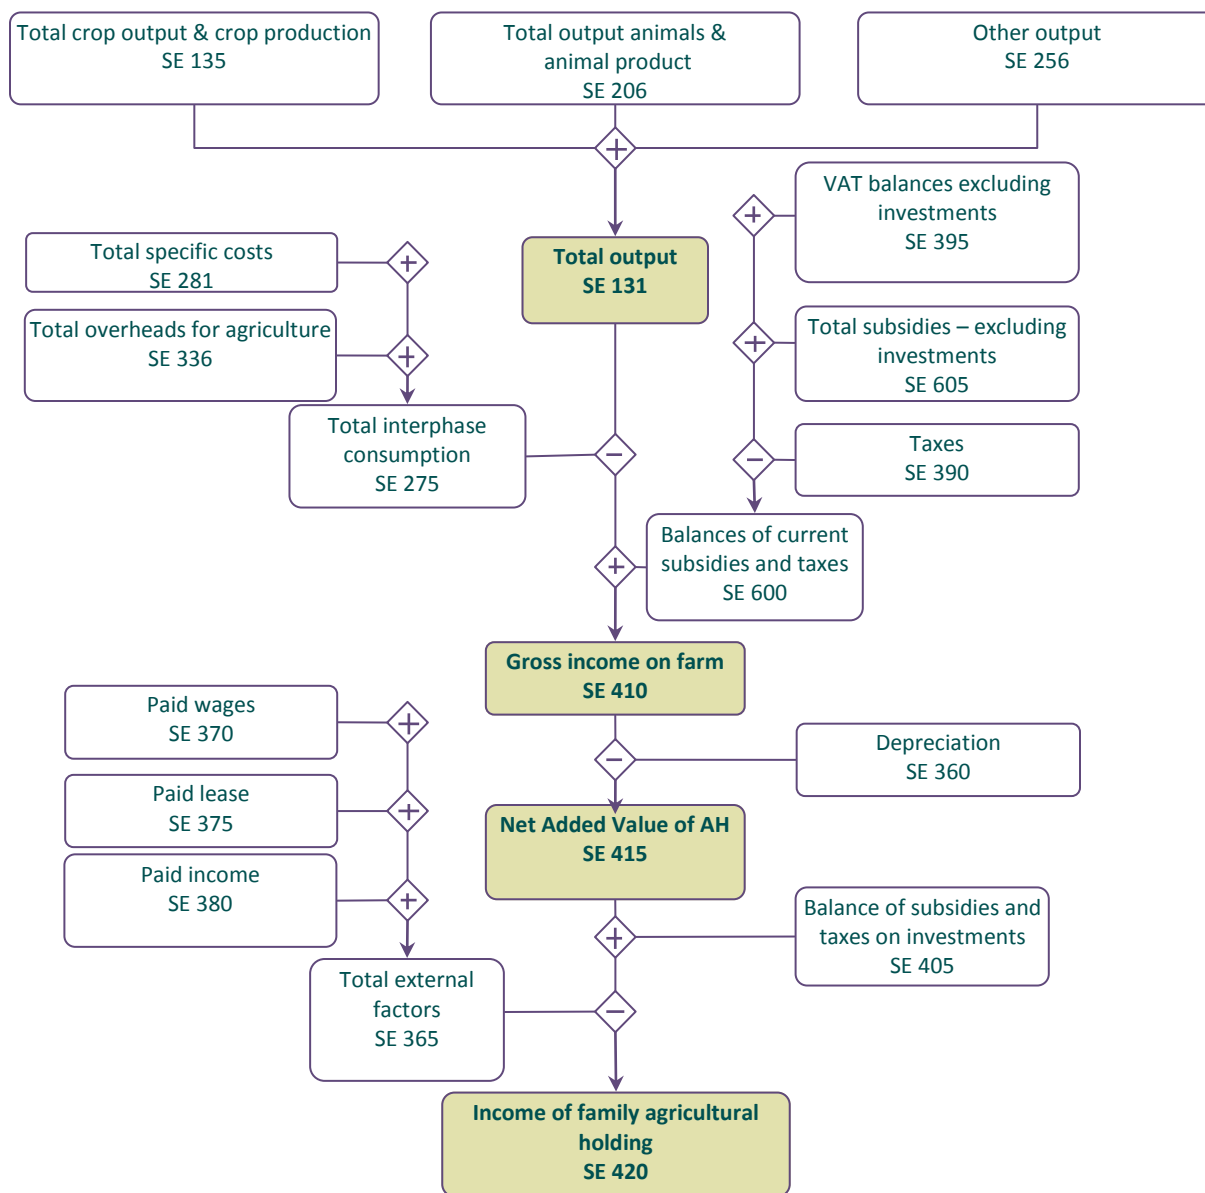 Total crop output & crop production
SE 135
Total output animals &
animal product
SE 206
Other output
SE 256
+
VAT balances excluding
investments
SE 395
+
Total specific costs
SE 281
+
Total output
SE 131
Total overheads for agriculture
SE 336
+
Total subsidies – excluding
investments
SE 605
+
Total interphase
consumption
SE 275
−
Taxes
SE 390
−
Balances of current
subsidies and taxes
SE 600
+
Gross income on farm
SE 410
Paid wages
SE 370
+
Depreciation
SE 360
−
Paid lease
SE 375
+
Net Added Value of AH
SE 415
Paid income
SE 380
+
Balance of subsidies and
taxes on investments
SE 405
+
Total external
factors
SE 365
−
Income of family agricultural
holding
SE 420